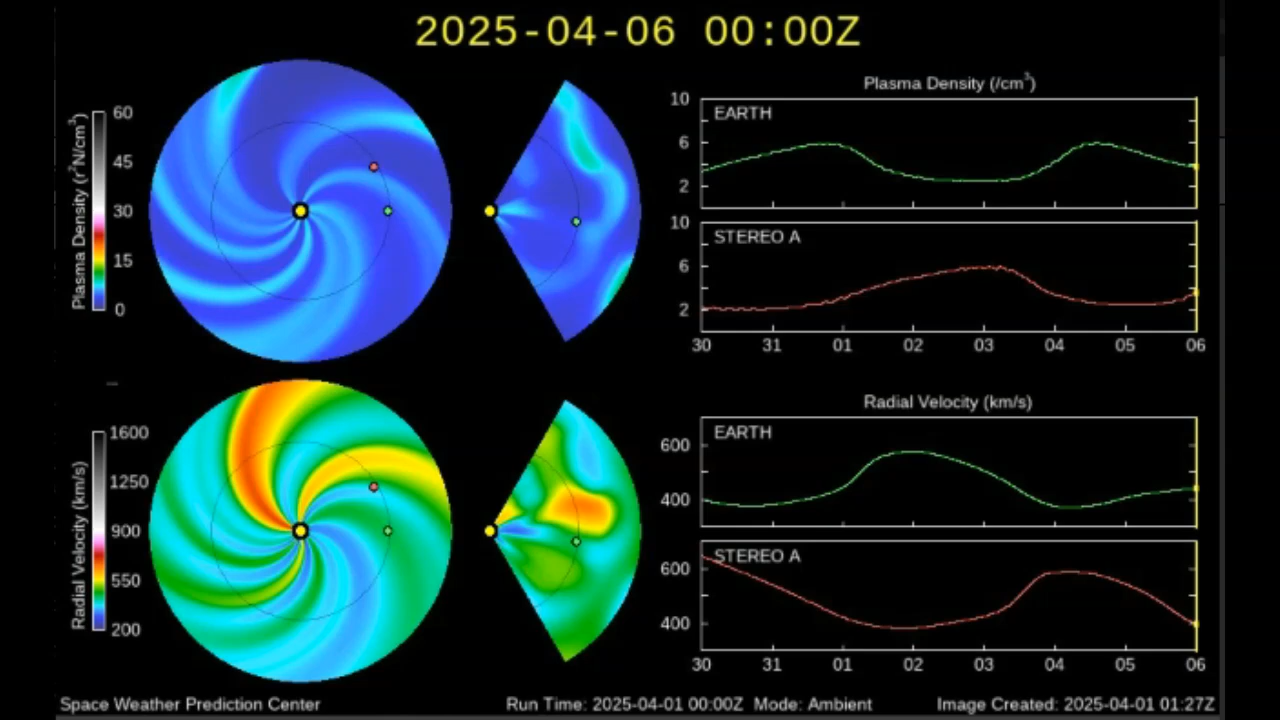 2025-04-06 00:00Z
Plasma Density (r²N/cm³)
60
45
30
15
0
Plasma Density (/cm³)
10
6
2
EARTH
10
6
2
STEREO A
30 31 01 02 03 04 05 06
Radial Velocity (km/s)
1600
1250
900
550
200
Radial Velocity (km/s)
600
400
EARTH
600
400
STEREO A
30 31 01 02 03 04 05 06
Space Weather Prediction Center Run Time: 2025-04-01 00:00Z Mode: Ambient Image Created: 2025-04-01 01:27Z